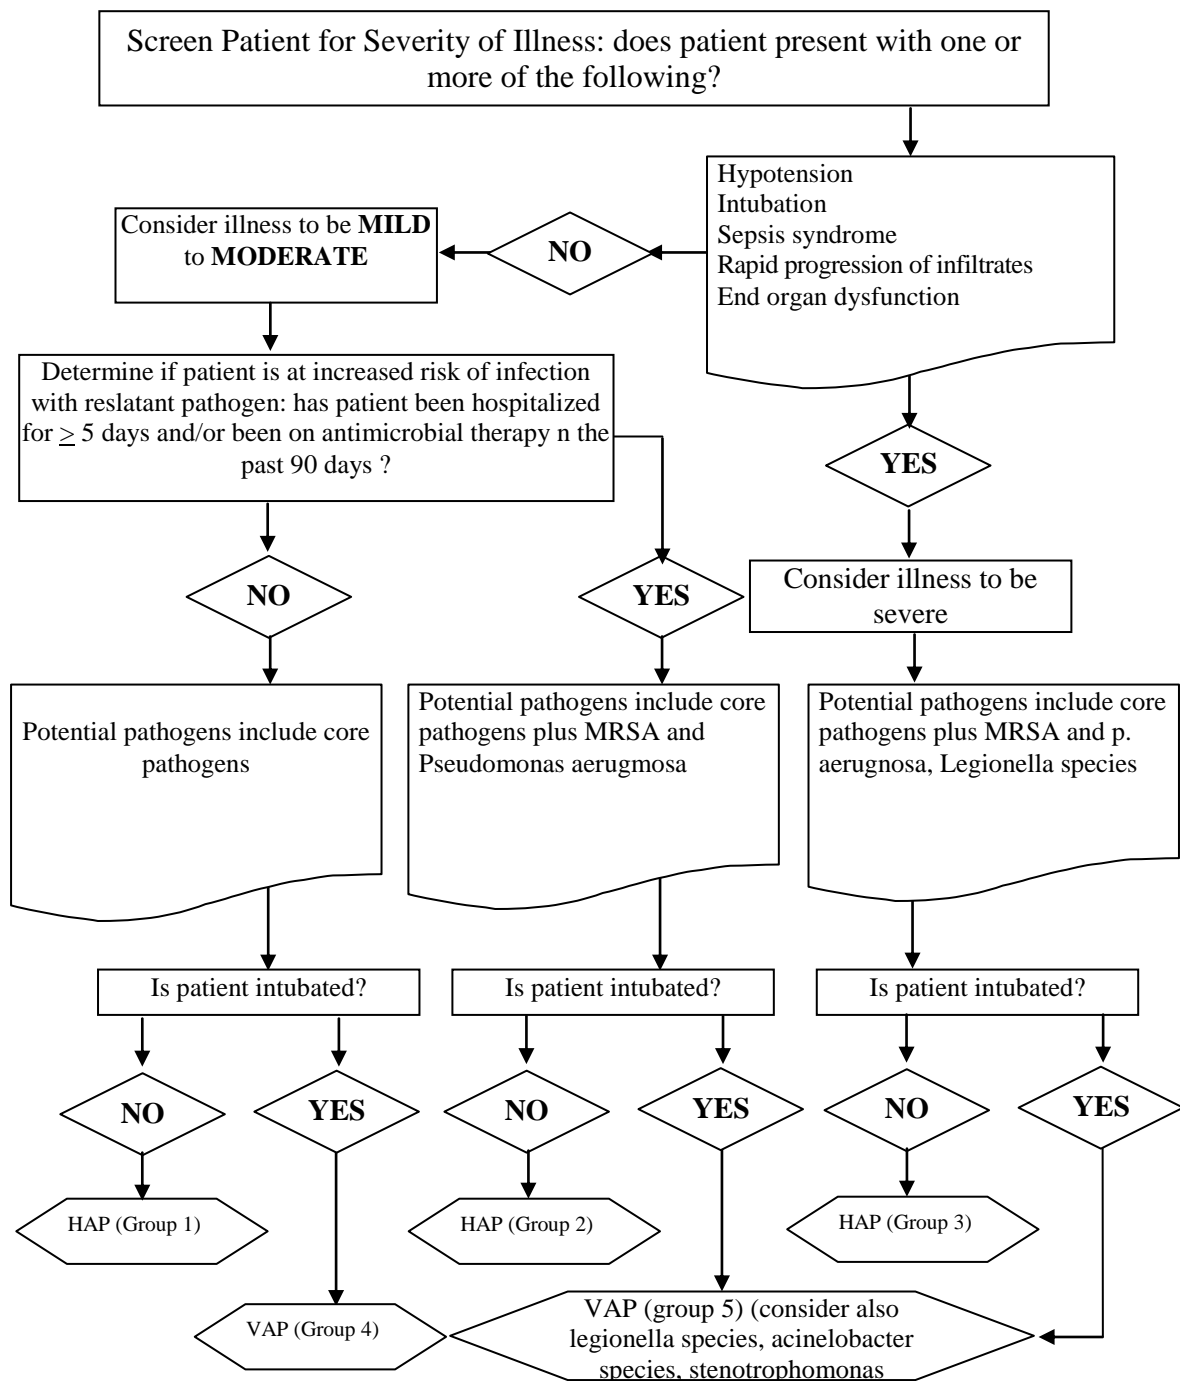 Screen Patient for Severity of Illness: does patient present with one or
more of the following?
Hypotension
Intubation
Sepsis syndrome
Rapid progression of infiltrates
End organ dysfunction
NO
Consider illness to be MILD
to MODERATE
Determine if patient is at increased risk of infection
with reslatant pathogen: has patient been hospitalized
for ≥ 5 days and/or been on antimicrobial therapy n the
past 90 days ?
YES
NO
YES
Consider illness to be
severe
Potential pathogens include core
pathogens
Potential pathogens include core
pathogens plus MRSA and
Pseudomonas aerugmosa
Potential pathogens include core
pathogens plus MRSA and p.
aerugnosa, Legionella species
Is patient intubated?
Is patient intubated?
Is patient intubated?
NO
YES
NO
YES
NO
YES
HAP (Group 1)
HAP (Group 2)
HAP (Group 3)
VAP (Group 4)
VAP (group 5) (consider also
legionella species, acinelobacter
species, stenotrophomonas